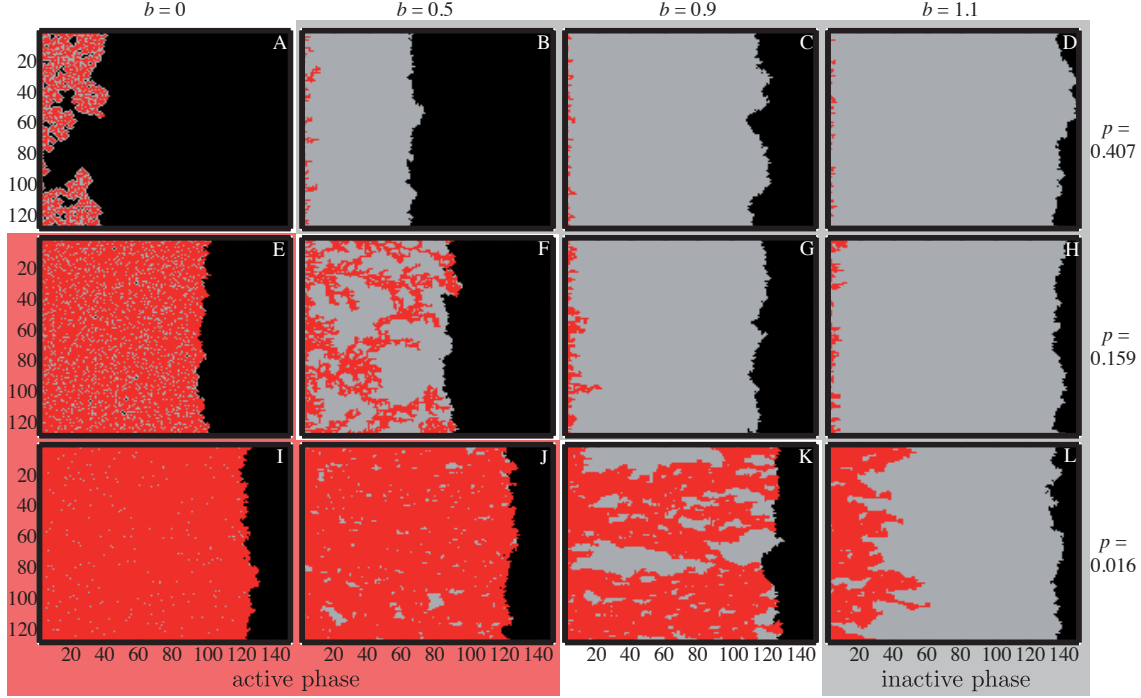 b = 0
b = 0.5
b = 0.9
b = 1.1
A
B
C
D
20
40
60
80
100
120
p =
0.407
E
F
G
H
20
40
60
80
100
120
p =
0.159
I
J
K
L
20
40
60
80
100
120
p =
0.016
20 40 60 80 100 120 140
20 40 60 80 100 120 140
20 40 60 80 100 120 140
20 40 60 80 100 120 140
active phase
inactive phase